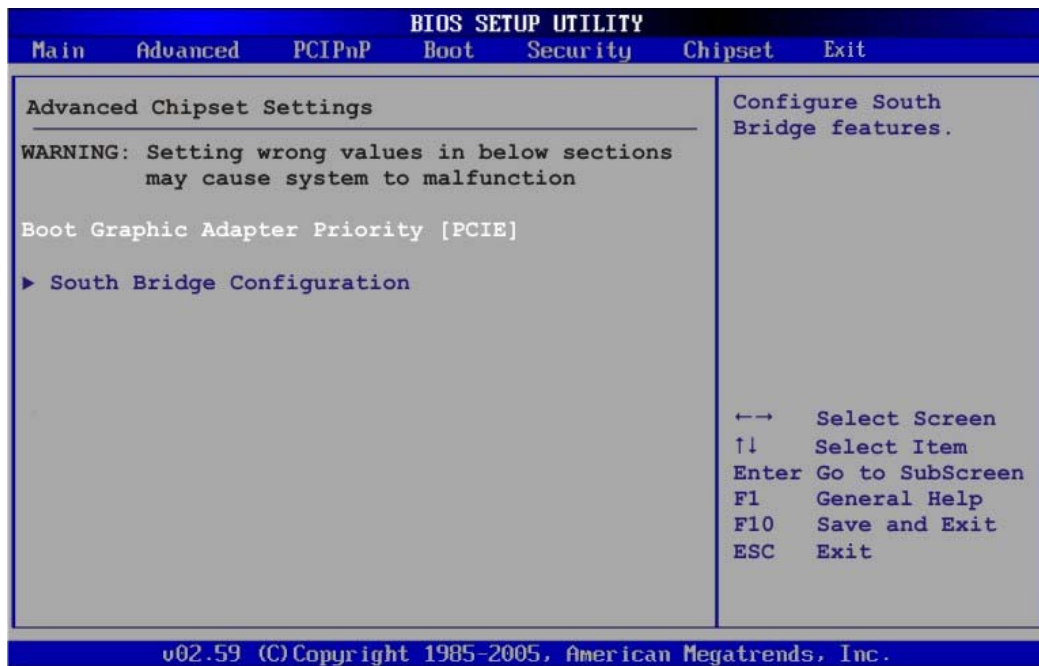 BIOS SETUP UTILITY
Main Advanced PCIPnP Boot Security Chipset Exit
Advanced Chipset Settings
WARNING: Setting wrong values in below sections
may cause system to malfunction
Boot Graphic Adapter Priority [PCIE]
► South Bridge Configuration
Configure South
Bridge features.
←→ Select Screen
↑↓ Select Item
Enter Go to SubScreen
F1 General Help
F10 Save and Exit
ESC Exit
v02.59 (C)Copyright 1985-2005, American Megatrends, Inc.